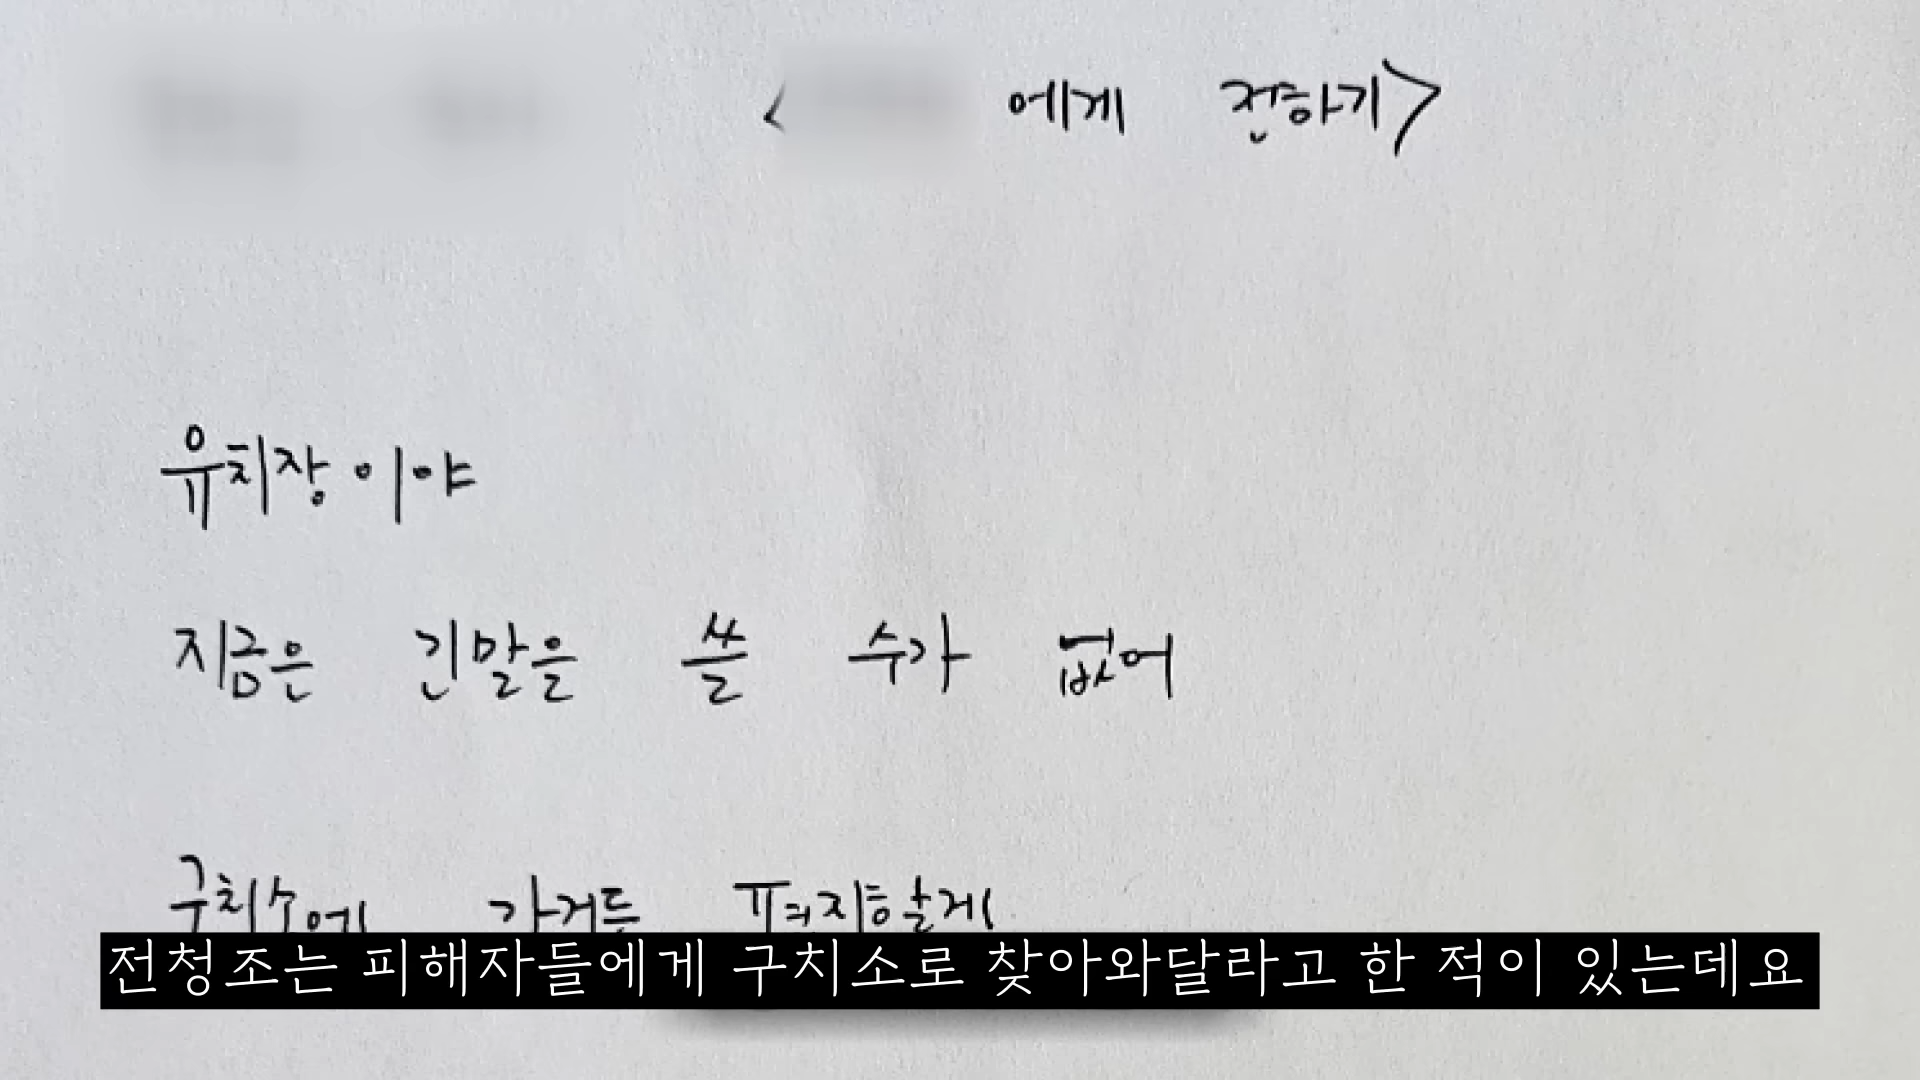 < 에게 전하기>
유치장이야
지금은 긴말을 쓸 수가 없어
구치소에 가거든 편지할게
전청조는 피해자들에게 구치소로 찾아와달라고 한 적이 있는데요